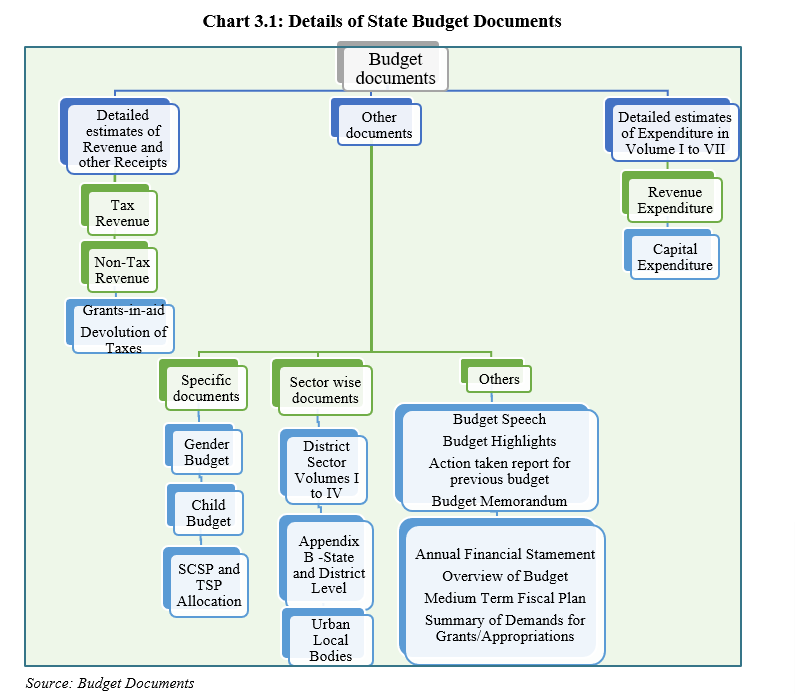 Chart 3.1: Details of State Budget Documents
Budget
documents
Detailed
estimates of
Revenue and
other Receipts
Tax
Revenue
Non-Tax
Revenue
Grants-in-aid
Devolution of
Taxes
Other
documents
Specific
documents
Gender
Budget
Child
Budget
SCSP and
TSP
Allocation
Sector wise
documents
District
Sector
Volumes I
to IV
Appendix
B -State
and District
Level
Urban
Local
Bodies
Others
Budget Speech
Budget Highlights
Action taken report for
previous budget
Budget Memorandum
Annual Financial Stamement
Overview of Budget
Medium Term Fiscal Plan
Summary of Demands for
Grants/Appropriations
Detailed estimates
of Expenditure in
Volume I to VII
Revenue
Expenditure
Capital
Expenditure
Source: Budget Documents